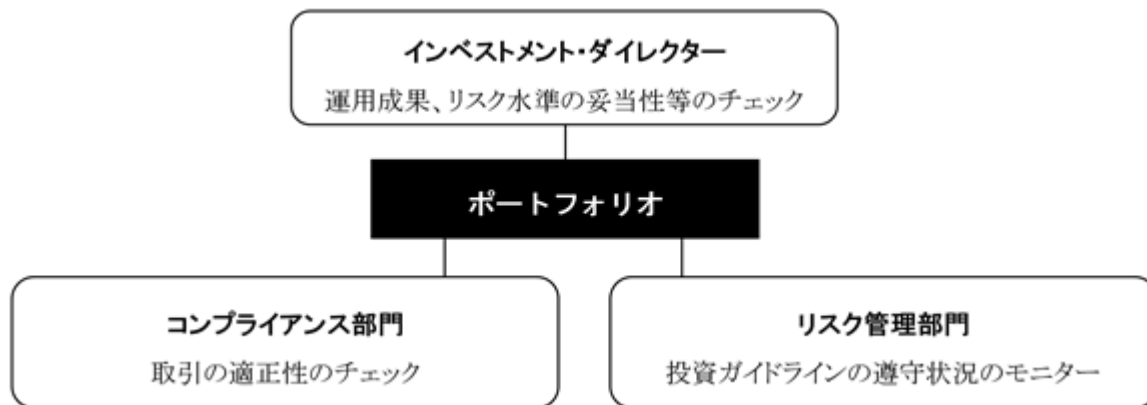 インベストメント・ダイレクター
運用成果、リスク水準の妥当性等のチェック
ポートフォリオ
コンプライアンス部門
取引の適正性のチェック
リスク管理部門
投資ガイドラインの遵守状況のモニター